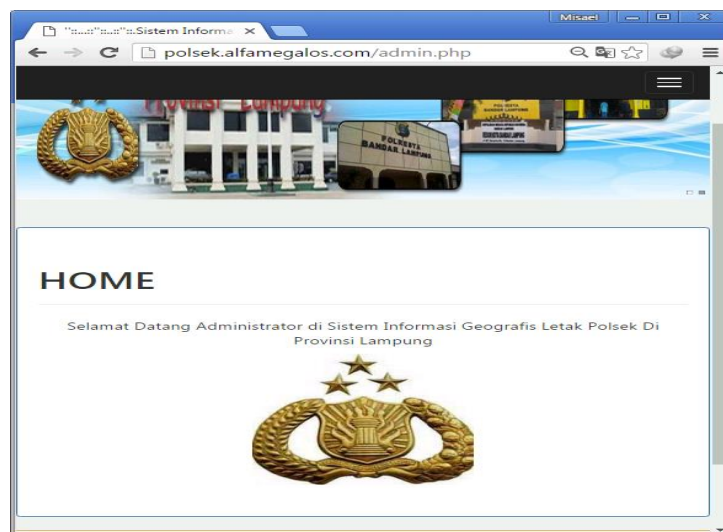 Misael
"::...::"::..::"::.Sistem Informa
polsek.alfamegalos.com/admin.php
Provinsi Lampung
POLRESTA
BANDAR LAMPUNG
HOME
Selamat Datang Administrator di Sistem Informasi Geografis Letak Polsek Di
Provinsi Lampung